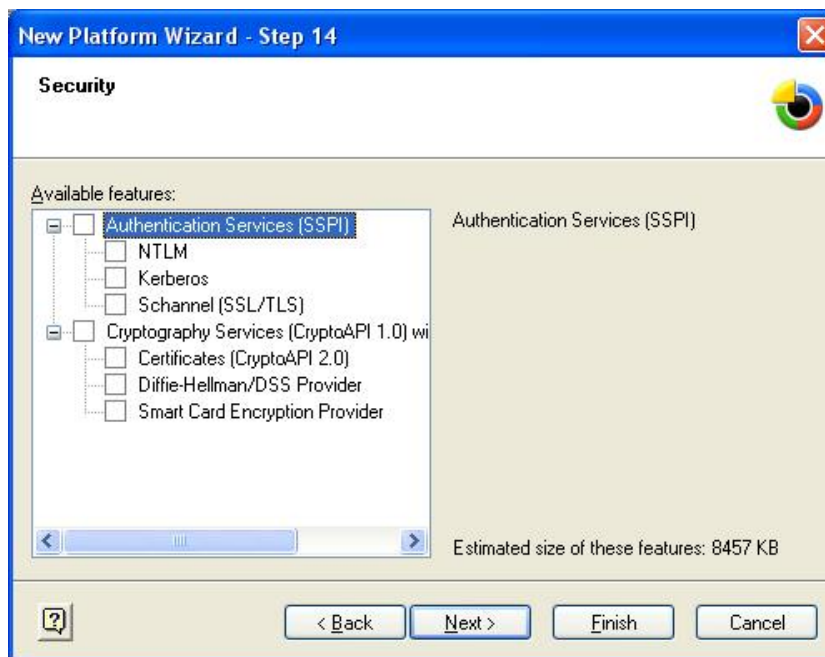 New Platform Wizard - Step 14
Security
Available features:
Authentication Services (SSPI)
NTLM
Kerberos
Schannel (SSL/TLS)
Cryptography Services (CryptoAPI 1.0) wi
Certificates (CryptoAPI 2.0)
Diffie-Hellman/DSS Provider
Smart Card Encryption Provider
Authentication Services (SSPI)
Estimated size of these features: 8457 KB
< Back
Next >
Finish
Cancel